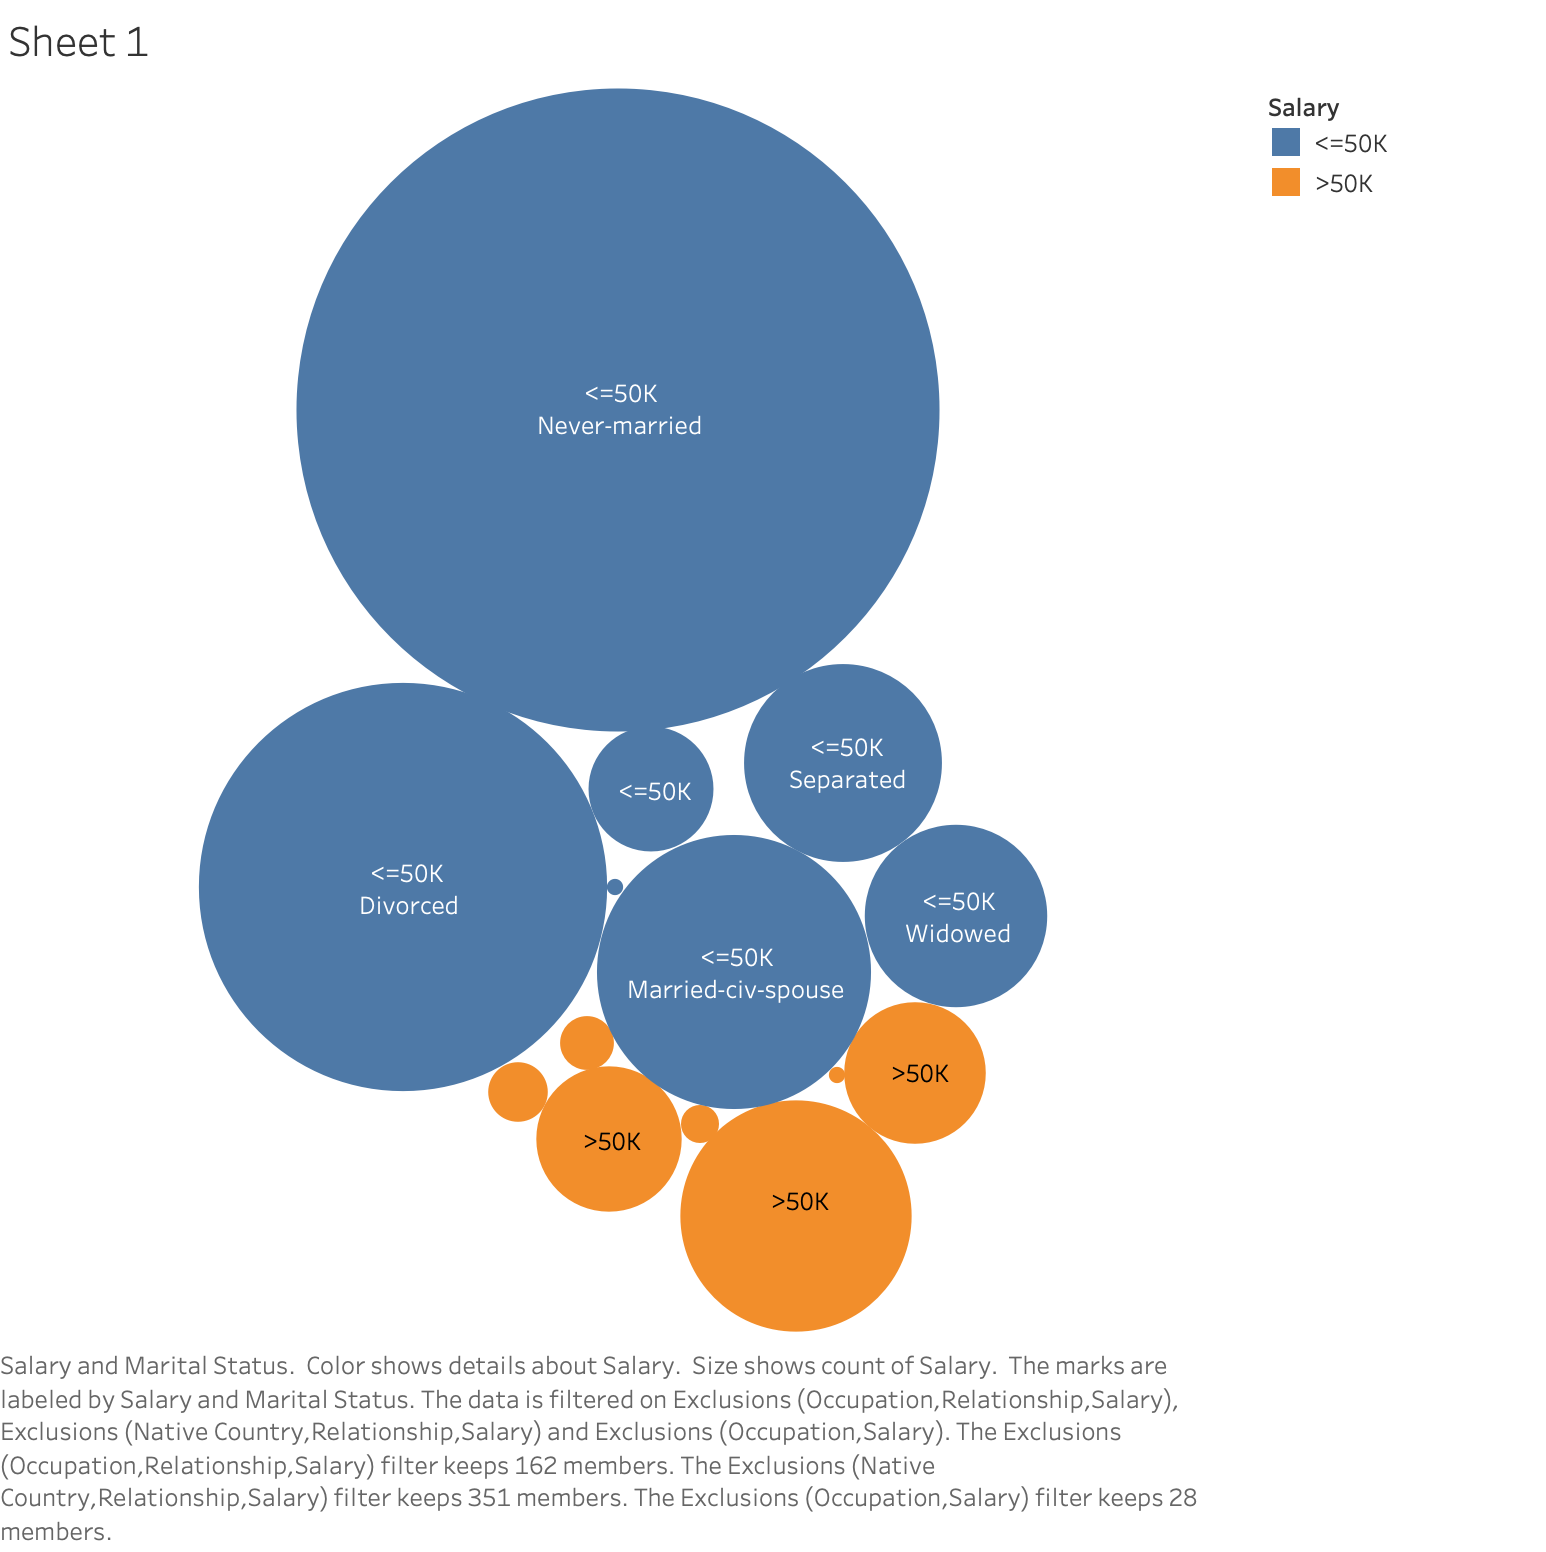 Sheet 1
Salary
<=50K
>50K
<=50K
Never-married
<=50K
Separated
<=50K
<=50K
Divorced
<=50K
Widowed
<=50K
Married-civ-spouse
>50K
>50K
>50K
Salary and Marital Status.  Color shows details about Salary.  Size shows count of Salary.  The marks are
labeled by Salary and Marital Status. The data is filtered on Exclusions (Occupation,Relationship,Salary),
Exclusions (Native Country,Relationship,Salary) and Exclusions (Occupation,Salary). The Exclusions
(Occupation,Relationship,Salary) filter keeps 162 members. The Exclusions (Native
Country,Relationship,Salary) filter keeps 351 members. The Exclusions (Occupation,Salary) filter keeps 28
members.